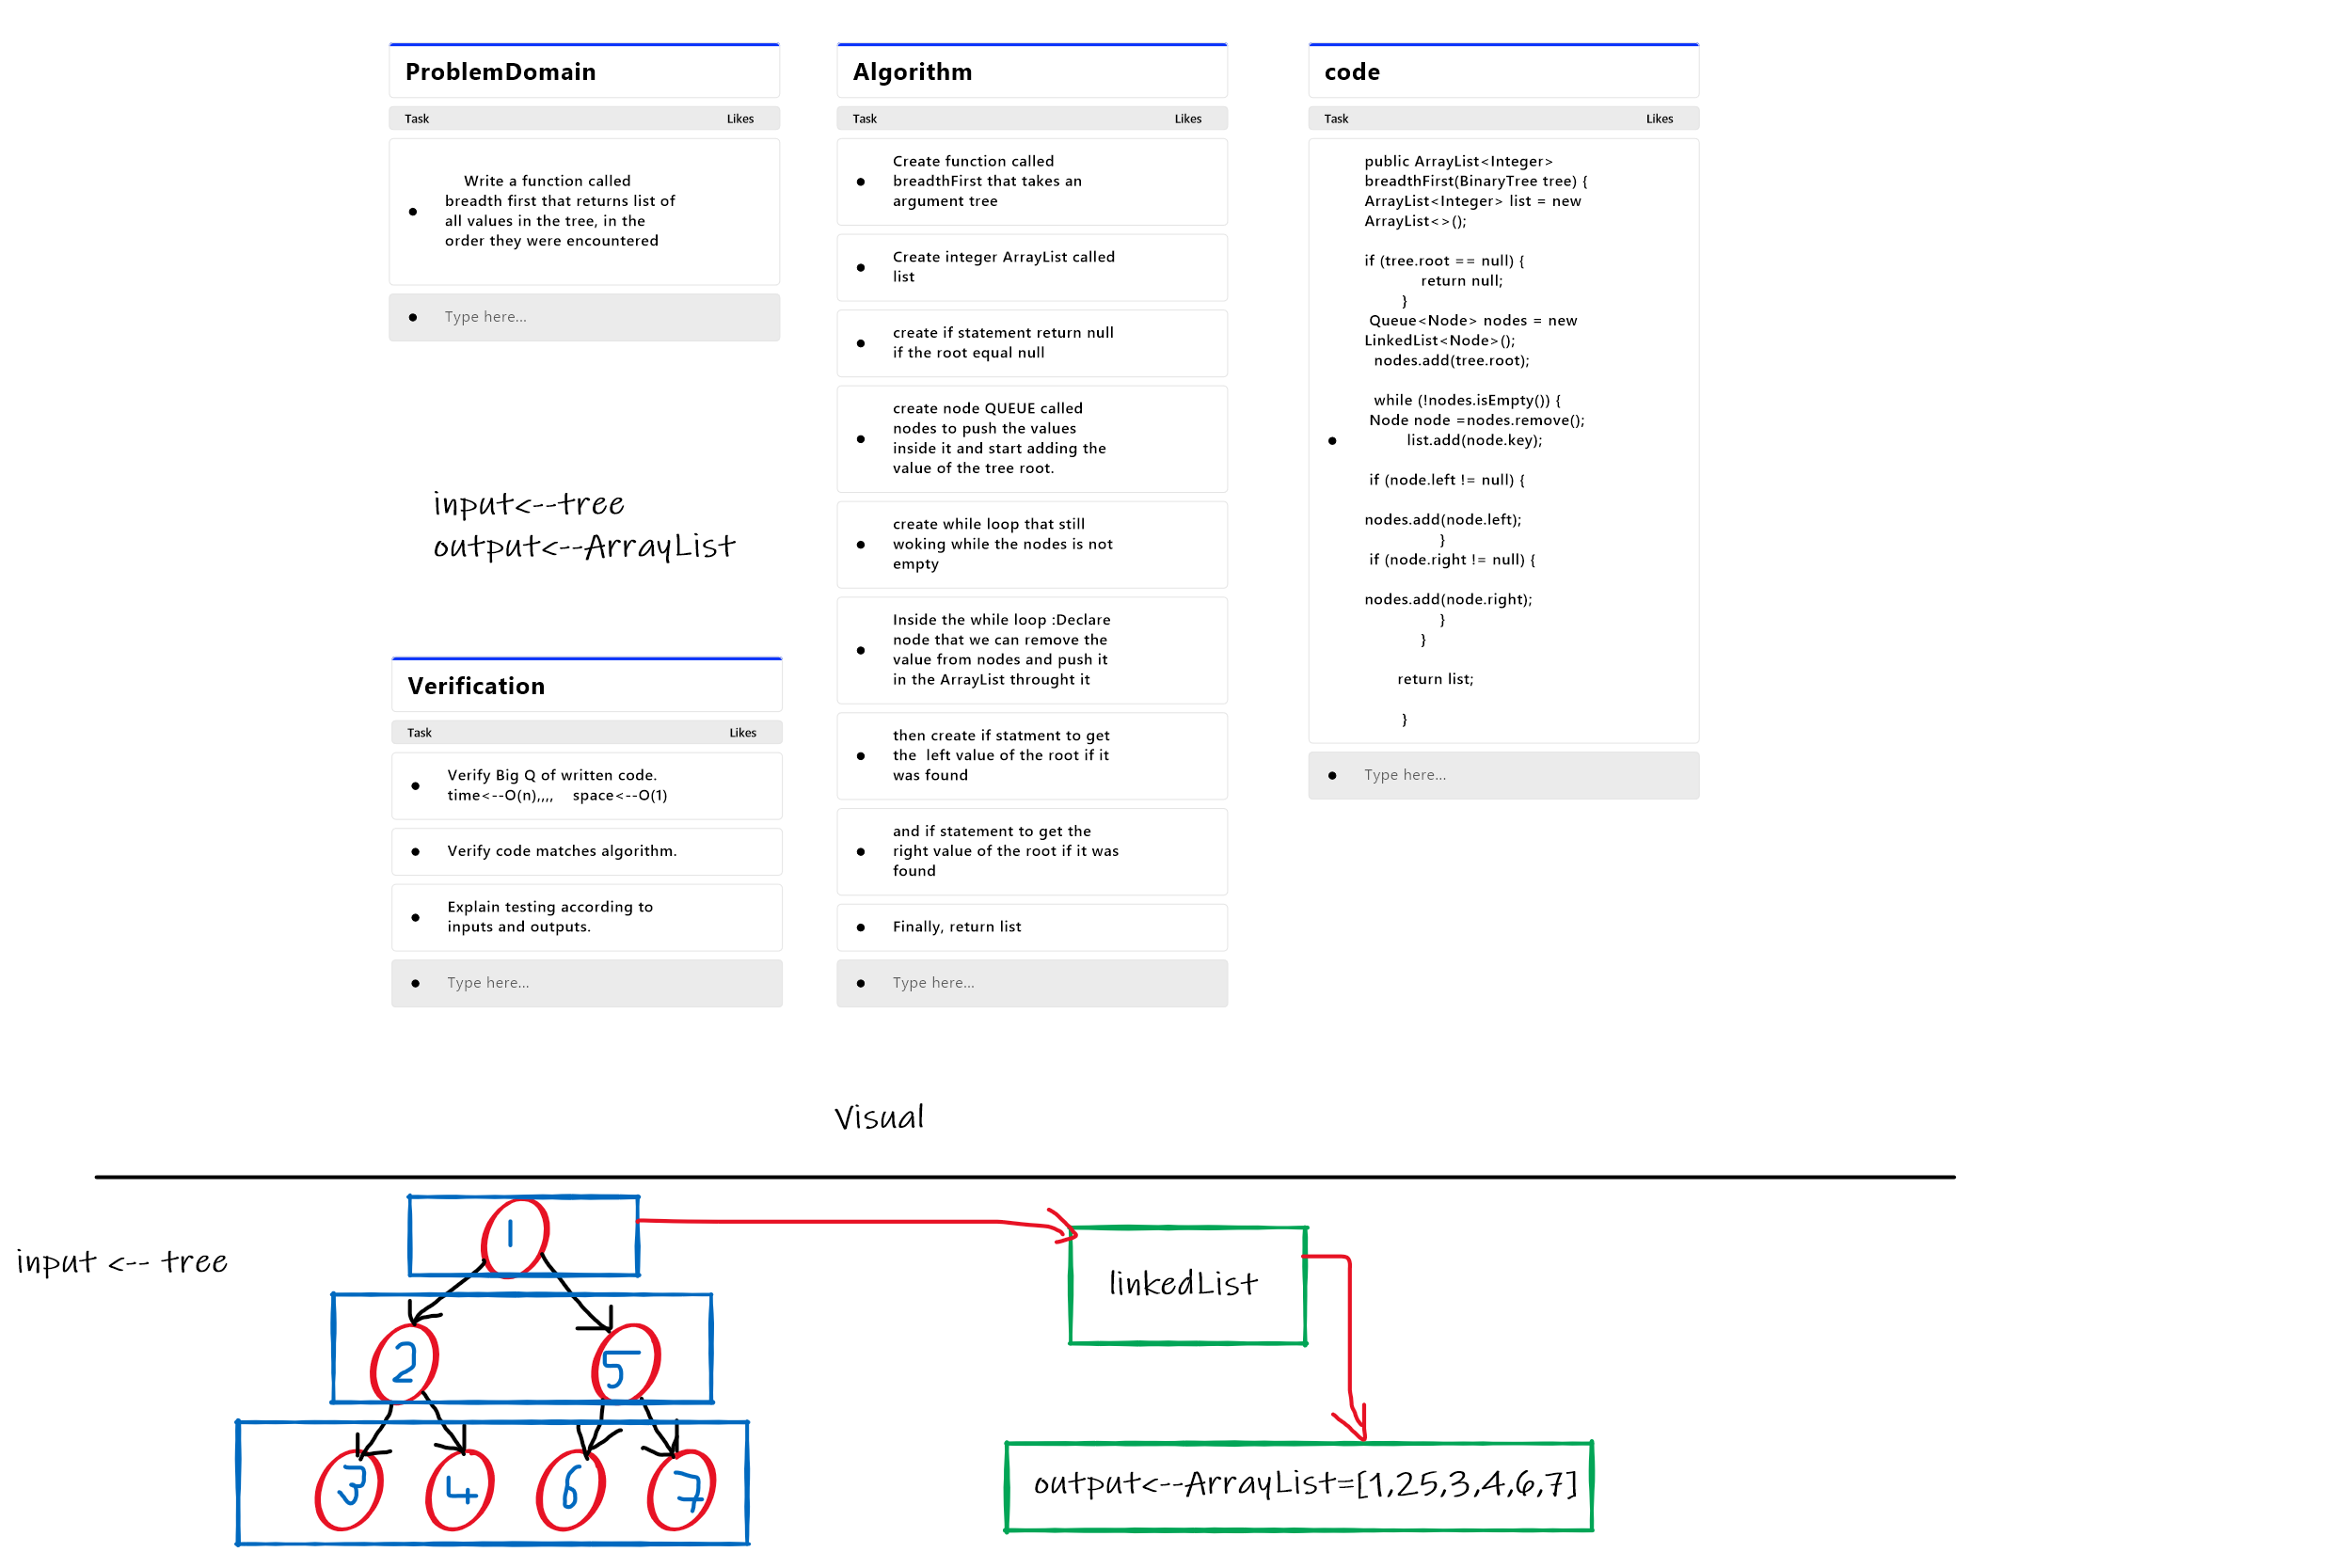 ProblemDomain
Task Likes
Write a function called
breadth first that returns list of
all values in the tree, in the
order they were encountered
Type here...
input<--tree
output<--ArrayList
Verification
Task Likes
Verify Big Q of written code.
time<--O(n),,,, space<--O(1)
Verify code matches algorithm.
Explain testing according to
inputs and outputs.
Type here...
Algorithm
Task Likes
Create function called
breadthFirst that takes an
argument tree
Create integer ArrayList called
list
create if statement return null
if the root equal null
create node QUEUE called
nodes to push the values
inside it and start adding the
value of the tree root.
create while loop that still
woking while the nodes is not
empty
Inside the while loop :Declare
node that we can remove the
value from nodes and push it
in the ArrayList throught it
then create if statment to get
the left value of the root if it
was found
and if statement to get the
right value of the root if it was
found
Finally, return list
Type here...
code
Task Likes
public ArrayList<Integer>
breadthFirst(BinaryTree tree) {
ArrayList<Integer> list = new
ArrayList<>();
if (tree.root == null) {
return null;
}
Queue<Node> nodes = new
LinkedList<Node>();
nodes.add(tree.root);
while (!nodes.isEmpty()) {
Node node =nodes.remove();
list.add(node.key);
if (node.left != null) {
nodes.add(node.left);
}
if (node.right != null) {
nodes.add(node.right);
}
}
return list;
}
Type here...
Visual
input <-- tree
1
2 5
3 4 6 7
linkedList
output<--ArrayList=[1,25,3,4,6,7]